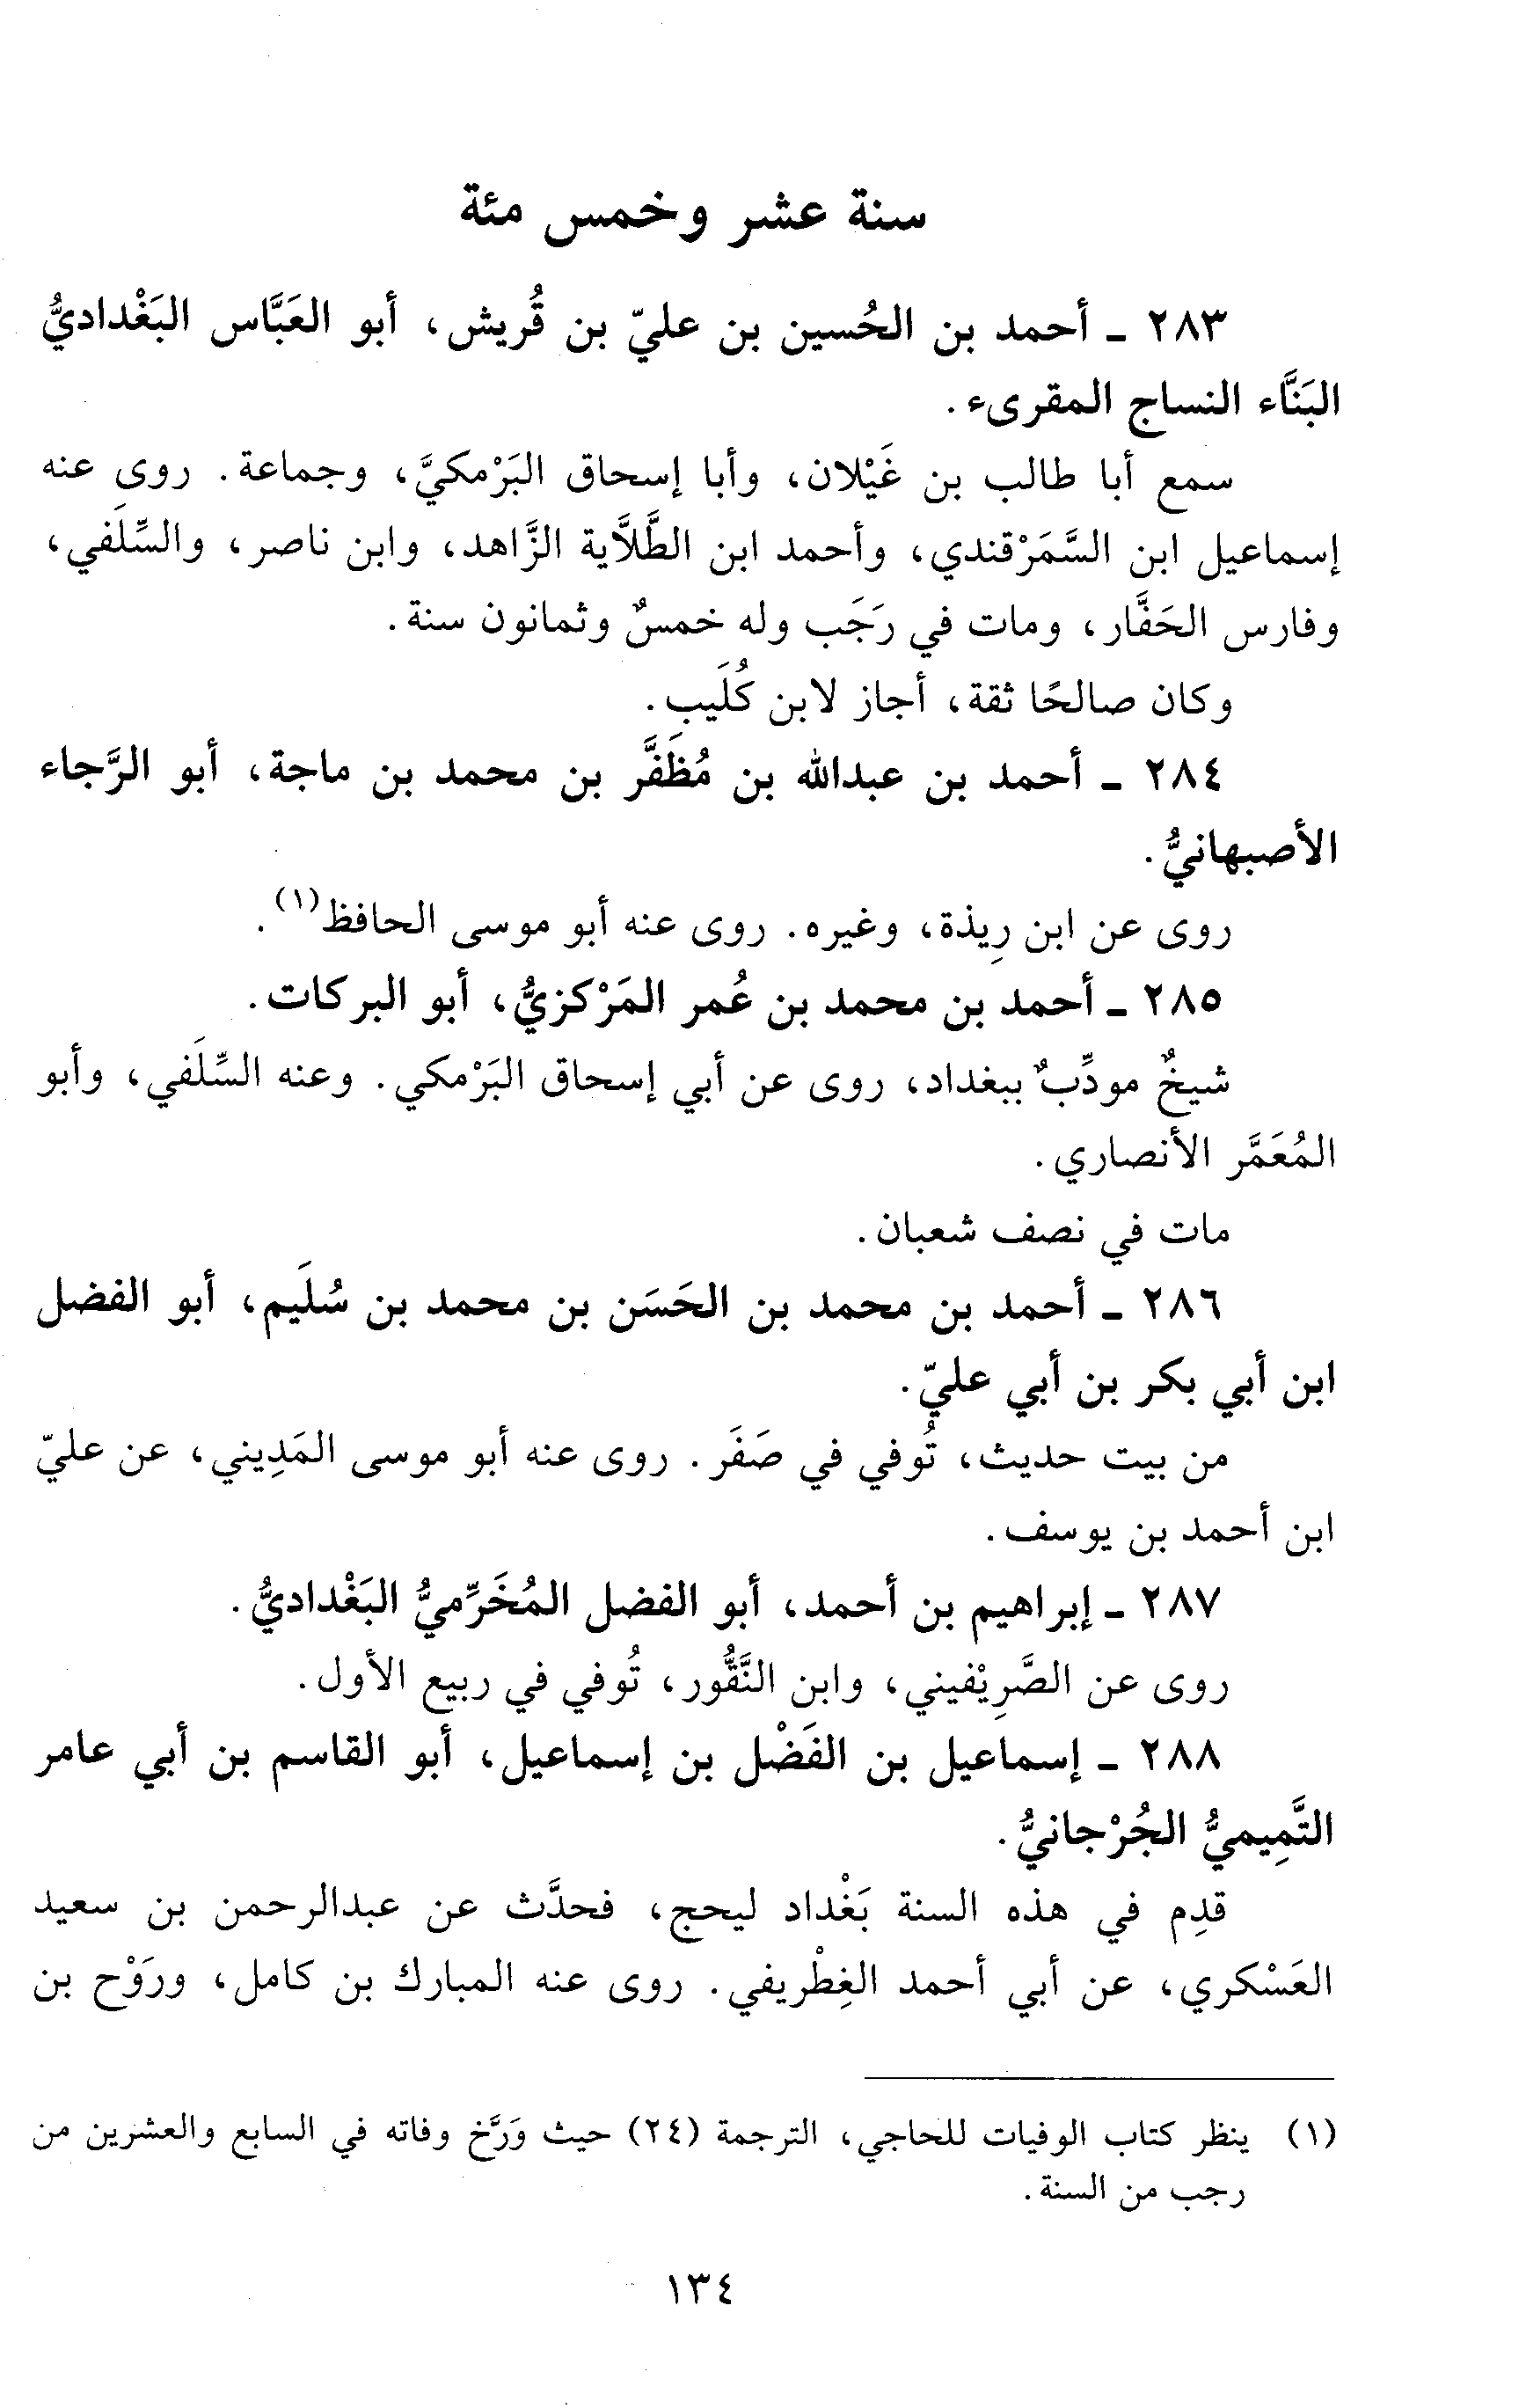 سنة عشر وخمس مئة
٢٨٣ - أحمد بن الحُسين بن عليّ بن قُريش، أبو العَبَّاس البَغْداديُّ
البَنَّاء النساج المقرىء.
سمع أبا طالب بن غَيْلان، وأبا إسحاق البَرْمكيَّ، وجماعة. روى عنه
إسماعيل ابن السَّمَرْقندي، وأحمد ابن الطَّلَّاية الزَّاهد، وابن ناصر، والسِّلَفي،
وفارس الحَفَّار، ومات في رَجَب وله خمسٌ وثمانون سنة.
وكان صالحًا ثقة، أجاز لابن كُلَيب.
٢٨٤ - أحمد بن عبدالله بن مُظَفَّر بن محمد بن ماجة، أبو الرَّجاء
الأصبهانيُّ.
روى عن ابن رِيذة، وغيره. روى عنه أبو موسى الحافظ(١).
٢٨٥ - أحمد بن محمد بن عُمر المَرْكزيُّ، أبو البركات.
شيخٌ مودِّبٌ ببغداد، روى عن أبي إسحاق البَرْمكي. وعنه السِّلَفي، وأبو
المُعَمَّر الأنصاري.
مات في نصف شعبان.
٢٨٦ - أحمد بن محمد بن الحَسَن بن محمد بن سُلَيم، أبو الفضل
ابن أبي بكر بن أبي عليّ.
من بيت حديث، تُوفي في صَفَر. روى عنه أبو موسى المَدِيني، عن عليّ
ابن أحمد بن يوسف.
٢٨٧ - إبراهيم بن أحمد، أبو الفضل المُخَرِّميُّ البَغْداديُّ.
روى عن الصَّرِيْفيني، وابن النَّقُّور، تُوفي في ربيع الأول.
٢٨٨ - إسماعيل بن الفَضْل بن إسماعيل، أبو القاسم بن أبي عامر
التَّمِيميُّ الجُرْجانيُّ.
قدِم في هذه السنة بَغْداد ليحج، فحدَّث عن عبدالرحمن بن سعيد
العَسْكري، عن أبي أحمد الغِطْريفي. روى عنه المبارك بن كامل، ورَوْح بن
(١) ينظر كتاب الوفيات للحاجي، الترجمة (٢٤) حيث وَرَّخ وفاته في السابع والعشرين من
رجب من السنة.
١٣٤